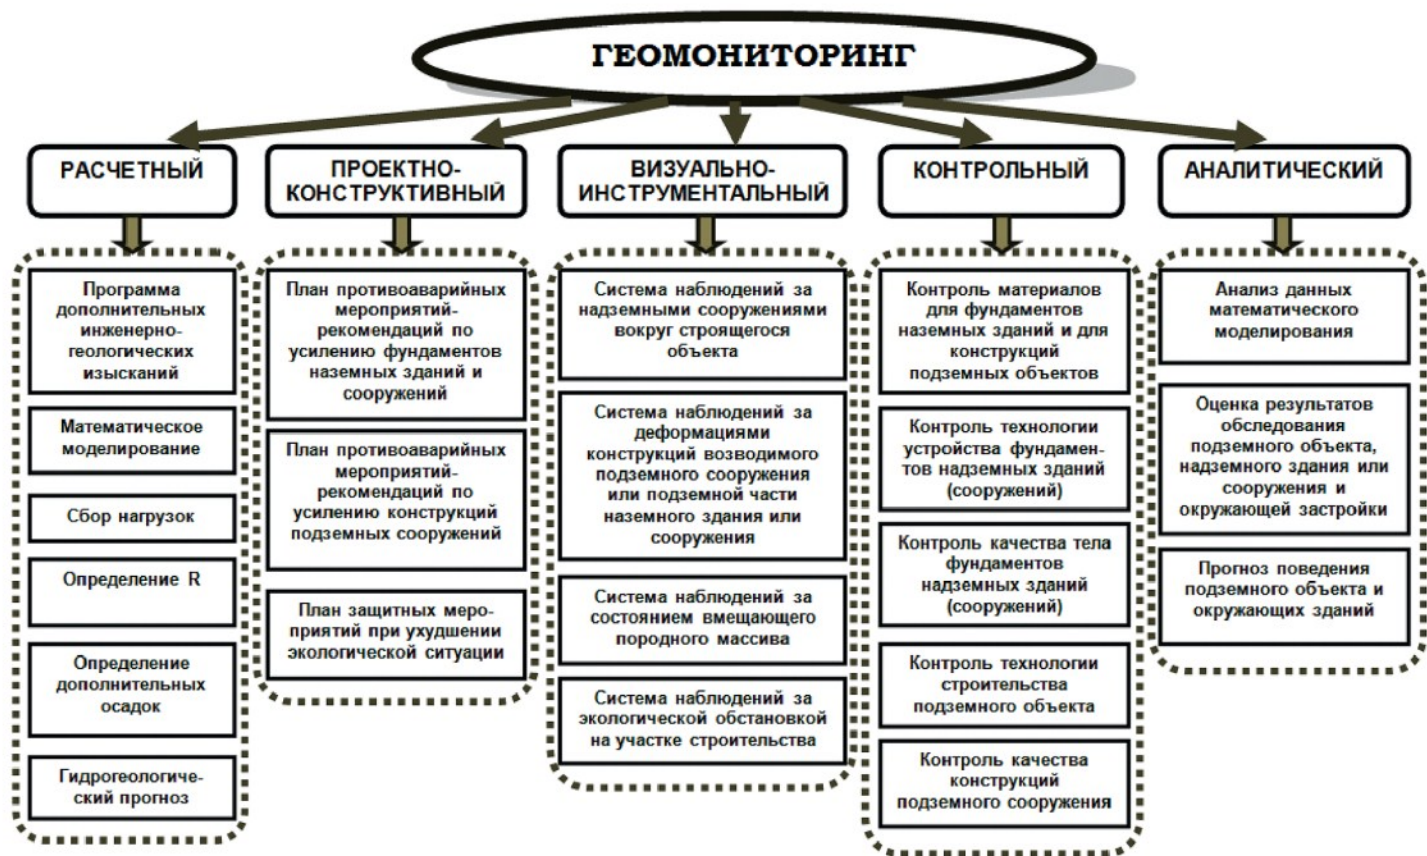 ГЕОМОНИТОРИНГ
РАСЧЕТНЫЙ
Программа
дополнительных
инженерно-
геологических
изысканий
Математическое
моделирование
Сбор нагрузок
Определение R
Определение
дополнительных
осадок
Гидрогеологиче-
ский прогноз
ПРОЕКТНО-
КОНСТРУКТИВНЫЙ
План противоаварийных
мероприятий-
рекомендаций по
усилению фундаментов
наземных зданий и
сооружений
План противоаварийных
мероприятий-
рекомендаций по
усилению конструкций
подземных сооружений
План защитных меро-
приятий при ухудшении
экологической ситуации
ВИЗУАЛЬНО-
ИНСТРУМЕНТАЛЬНЫЙ
Система наблюдений за
надземными сооружениями
вокруг строящегося
объекта
Система наблюдений за
деформациями
конструкций возводимого
подземного сооружения
или подземной части
наземного здания или
сооружения
Система наблюдений за
состоянием вмещающего
породного массива
Система наблюдений за
экологической обстановкой
на участке строительства
КОНТРОЛЬНЫЙ
Контроль материалов
для фундаментов
наземных зданий и для
конструкций
подземных объектов
Контроль технологии
устройства фундамен-
тов надземных зданий
(сооружений)
Контроль качества тела
фундаментов
надземных зданий
(сооружений)
Контроль технологии
строительства
подземного объекта
Контроль качества
конструкций
подземного сооружения
АНАЛИТИЧЕСКИЙ
Анализ данных
математического
моделирования
Оценка результатов
обследования
подземного объекта,
надземного здания или
сооружения и
окружающей застройки
Прогноз поведения
подземного объекта и
окружающих зданий